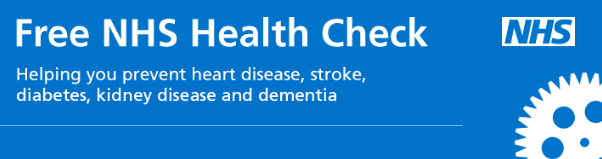 Free NHS Health Check
NHS
Helping you prevent heart disease, stroke,
diabetes, kidney disease and dementia